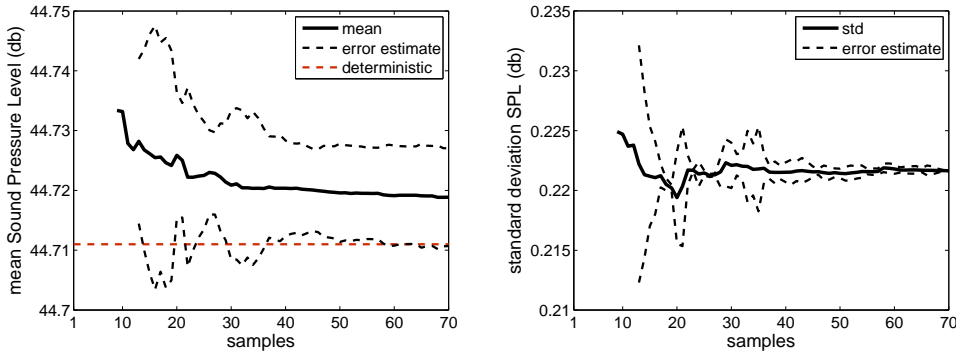 mean Sound Pressure Level (db)
44.75
44.74
44.73
44.72
44.71
44.7
1 10 20 30 40 50 60 70
samples
mean
error estimate
deterministic
standard deviation SPL (db)
0.235
0.23
0.225
0.22
0.215
0.21
1 10 20 30 40 50 60 70
samples
std
error estimate